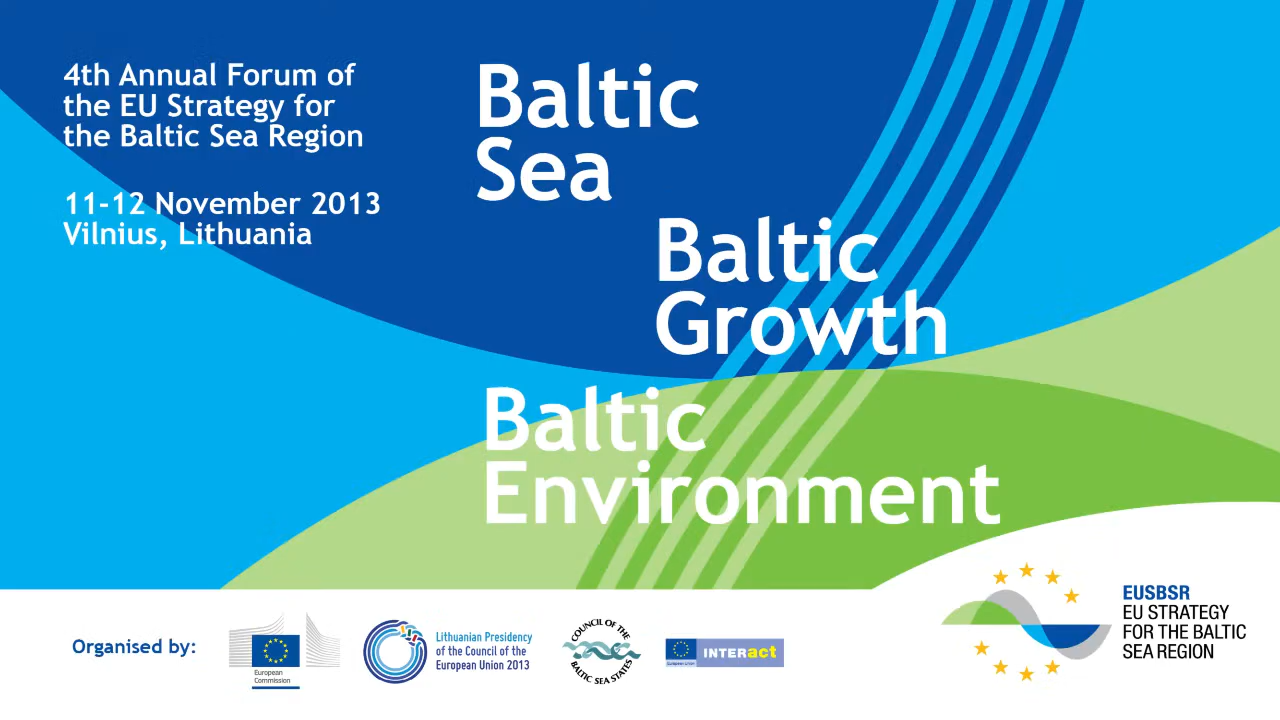 4th Annual Forum of
the EU Strategy for
the Baltic Sea Region
11-12 November 2013
Vilnius, Lithuania
Baltic
Sea
Baltic
Growth
Baltic
Environment
Organised by:
European
Commission
Lithuanian Presidency
of the Council of the
European Union 2013
COUNCIL OF THE
BALTIC SEA STATES
European Union
INTERact
EUSBSR
EU STRATEGY
FOR THE BALTIC
SEA REGION